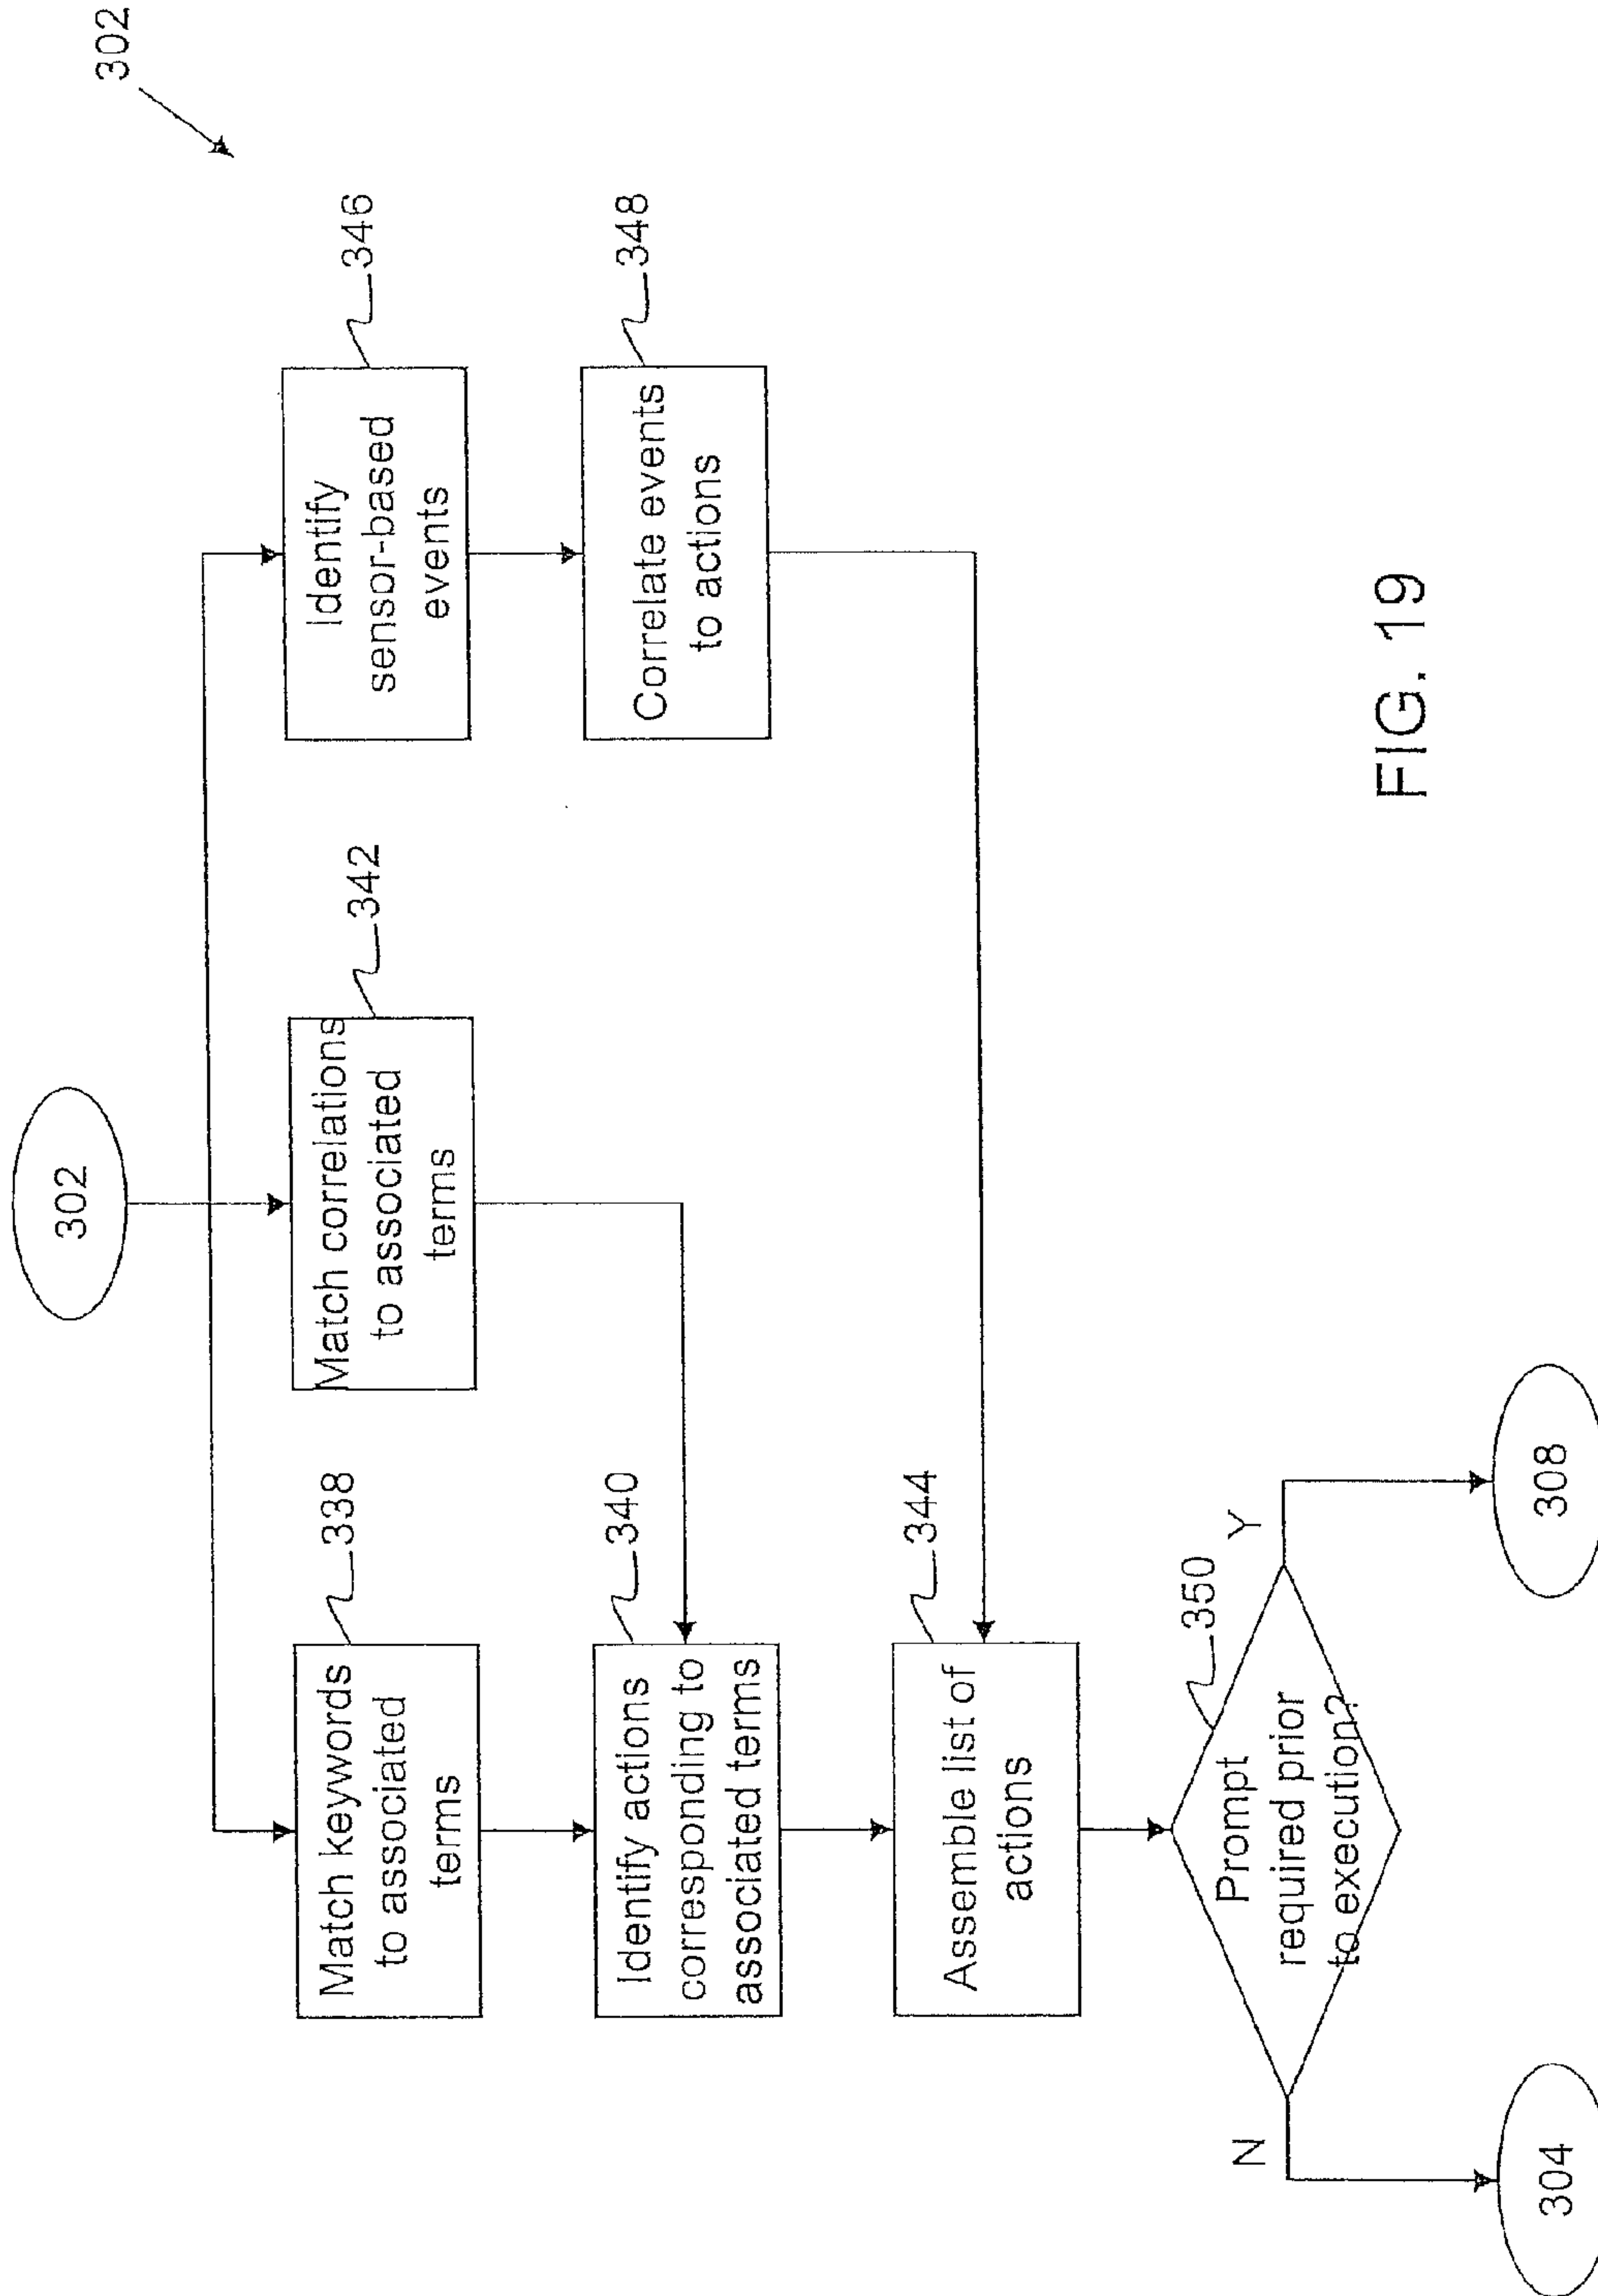 302
302
Match keywords
to associated
terms
338
Match correlations
to associated
terms
342
Identify
sensor-based
events
346
Identify actions
corresponding to
associated terms
340
Correlate events
to actions
348
Assemble list of
actions
344
Prompt
required prior
to execution?
350
N
Y
304
308
FIG. 19